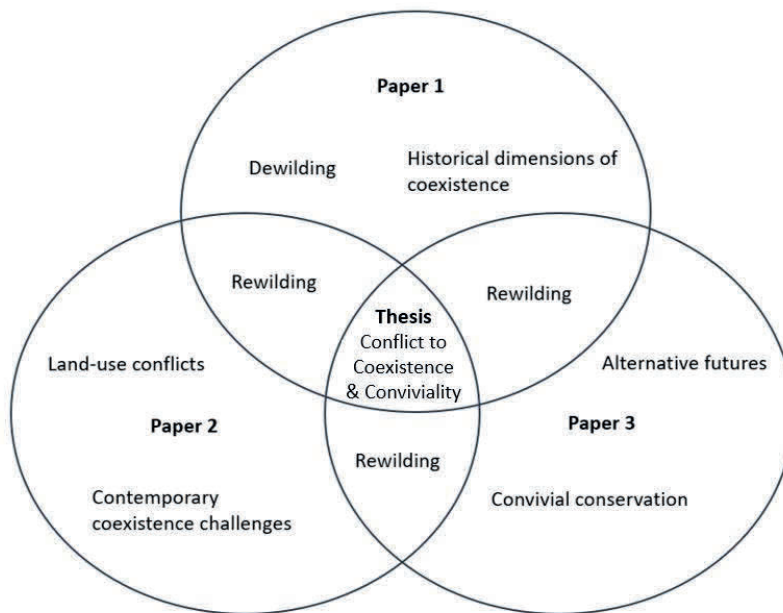 Paper 1
Dewilding
Historical dimensions of
coexistence
Rewilding
Rewilding
Thesis
Conflict to
Coexistence
& Conviviality
Land-use conflicts
Alternative futures
Paper 2
Paper 3
Rewilding
Contemporary
coexistence challenges
Convivial conservation